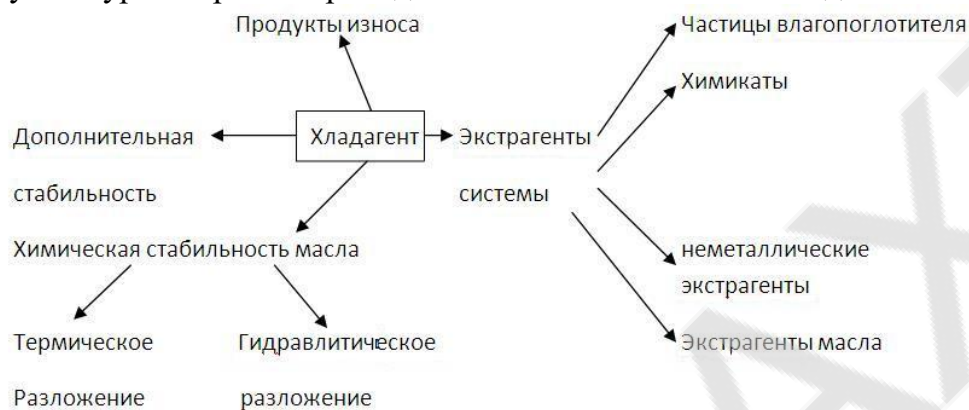 Продукты износа
Частицы влагопоглотителя
Химикаты
Дополнительная
стабильность
Хладагент
Экстрагенты
системы
Химическая стабильность масла
неметаллические
экстрагенты
Термическое
Разложение
Гидравлитическое
разложение
Экстрагенты масла